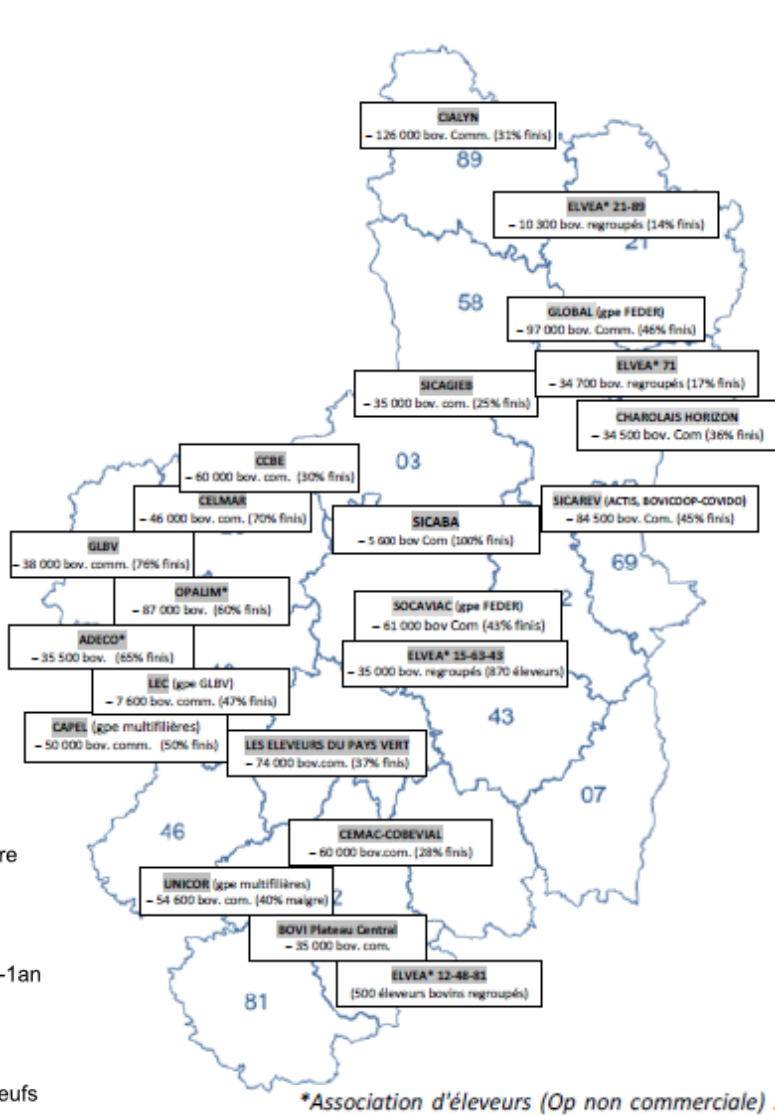 CIALYN
– 126 000 bov. Comm. (31% finis)
89
ELVEA* 21-89
– 10 300 bov. regroupés (14% finis)
21
58
GLOBAL (gpe FEDER)
– 97 000 bov. Comm. (46% finis)
ELVEA* 71
– 34 700 bov. regroupés (17% finis)
SICAGIEB
– 35 000 bov. com. (25% finis)
CHAROLAIS HORIZON
– 34 500 bov. Com (36% finis)
CCBE
– 60 000 bov. com. (30% finis)
03
CELMAR
– 46 000 bov. com. (70% finis)
SICAREV (ACTIS, BOVICOOP-COVIDO)
– 84 500 bov. Com. (45% finis)
SICABA
– 5 600 bov Com (100% finis)
GLBV
– 38 000 bov. comm. (76% finis)
69
OPALIM*
– 87 000 bov. (60% finis)
SOCAVIAC (gpe FEDER)
– 61 000 bov Com (43% finis)
2
ADECO*
– 35 500 bov. (65% finis)
ELVEA* 15-63-43
– 35 000 bov. regroupés (870 éleveurs)
LEC (gpe GLBV)
– 7 600 bov. comm. (47% finis)
43
CAPEL (gpe multifilières)
– 50 000 bov. comm. (50% finis)
LES ELEVEURS DU PAYS VERT
– 74 000 bov.com. (37% finis)
07
46
CEMAC-COBEVIAL
– 60 000 bov.com. (28% finis)
re
UNICOR (gpe multifilières)
– 54 600 bov. com. (40% maigre)
2
BOVI Plateau Central
– 35 000 bov. com.
-1an
ELVEA* 12-48-81
(500 éleveurs bovins regroupés)
81
eufs
*Association d'éleveurs (Op non commerciale)